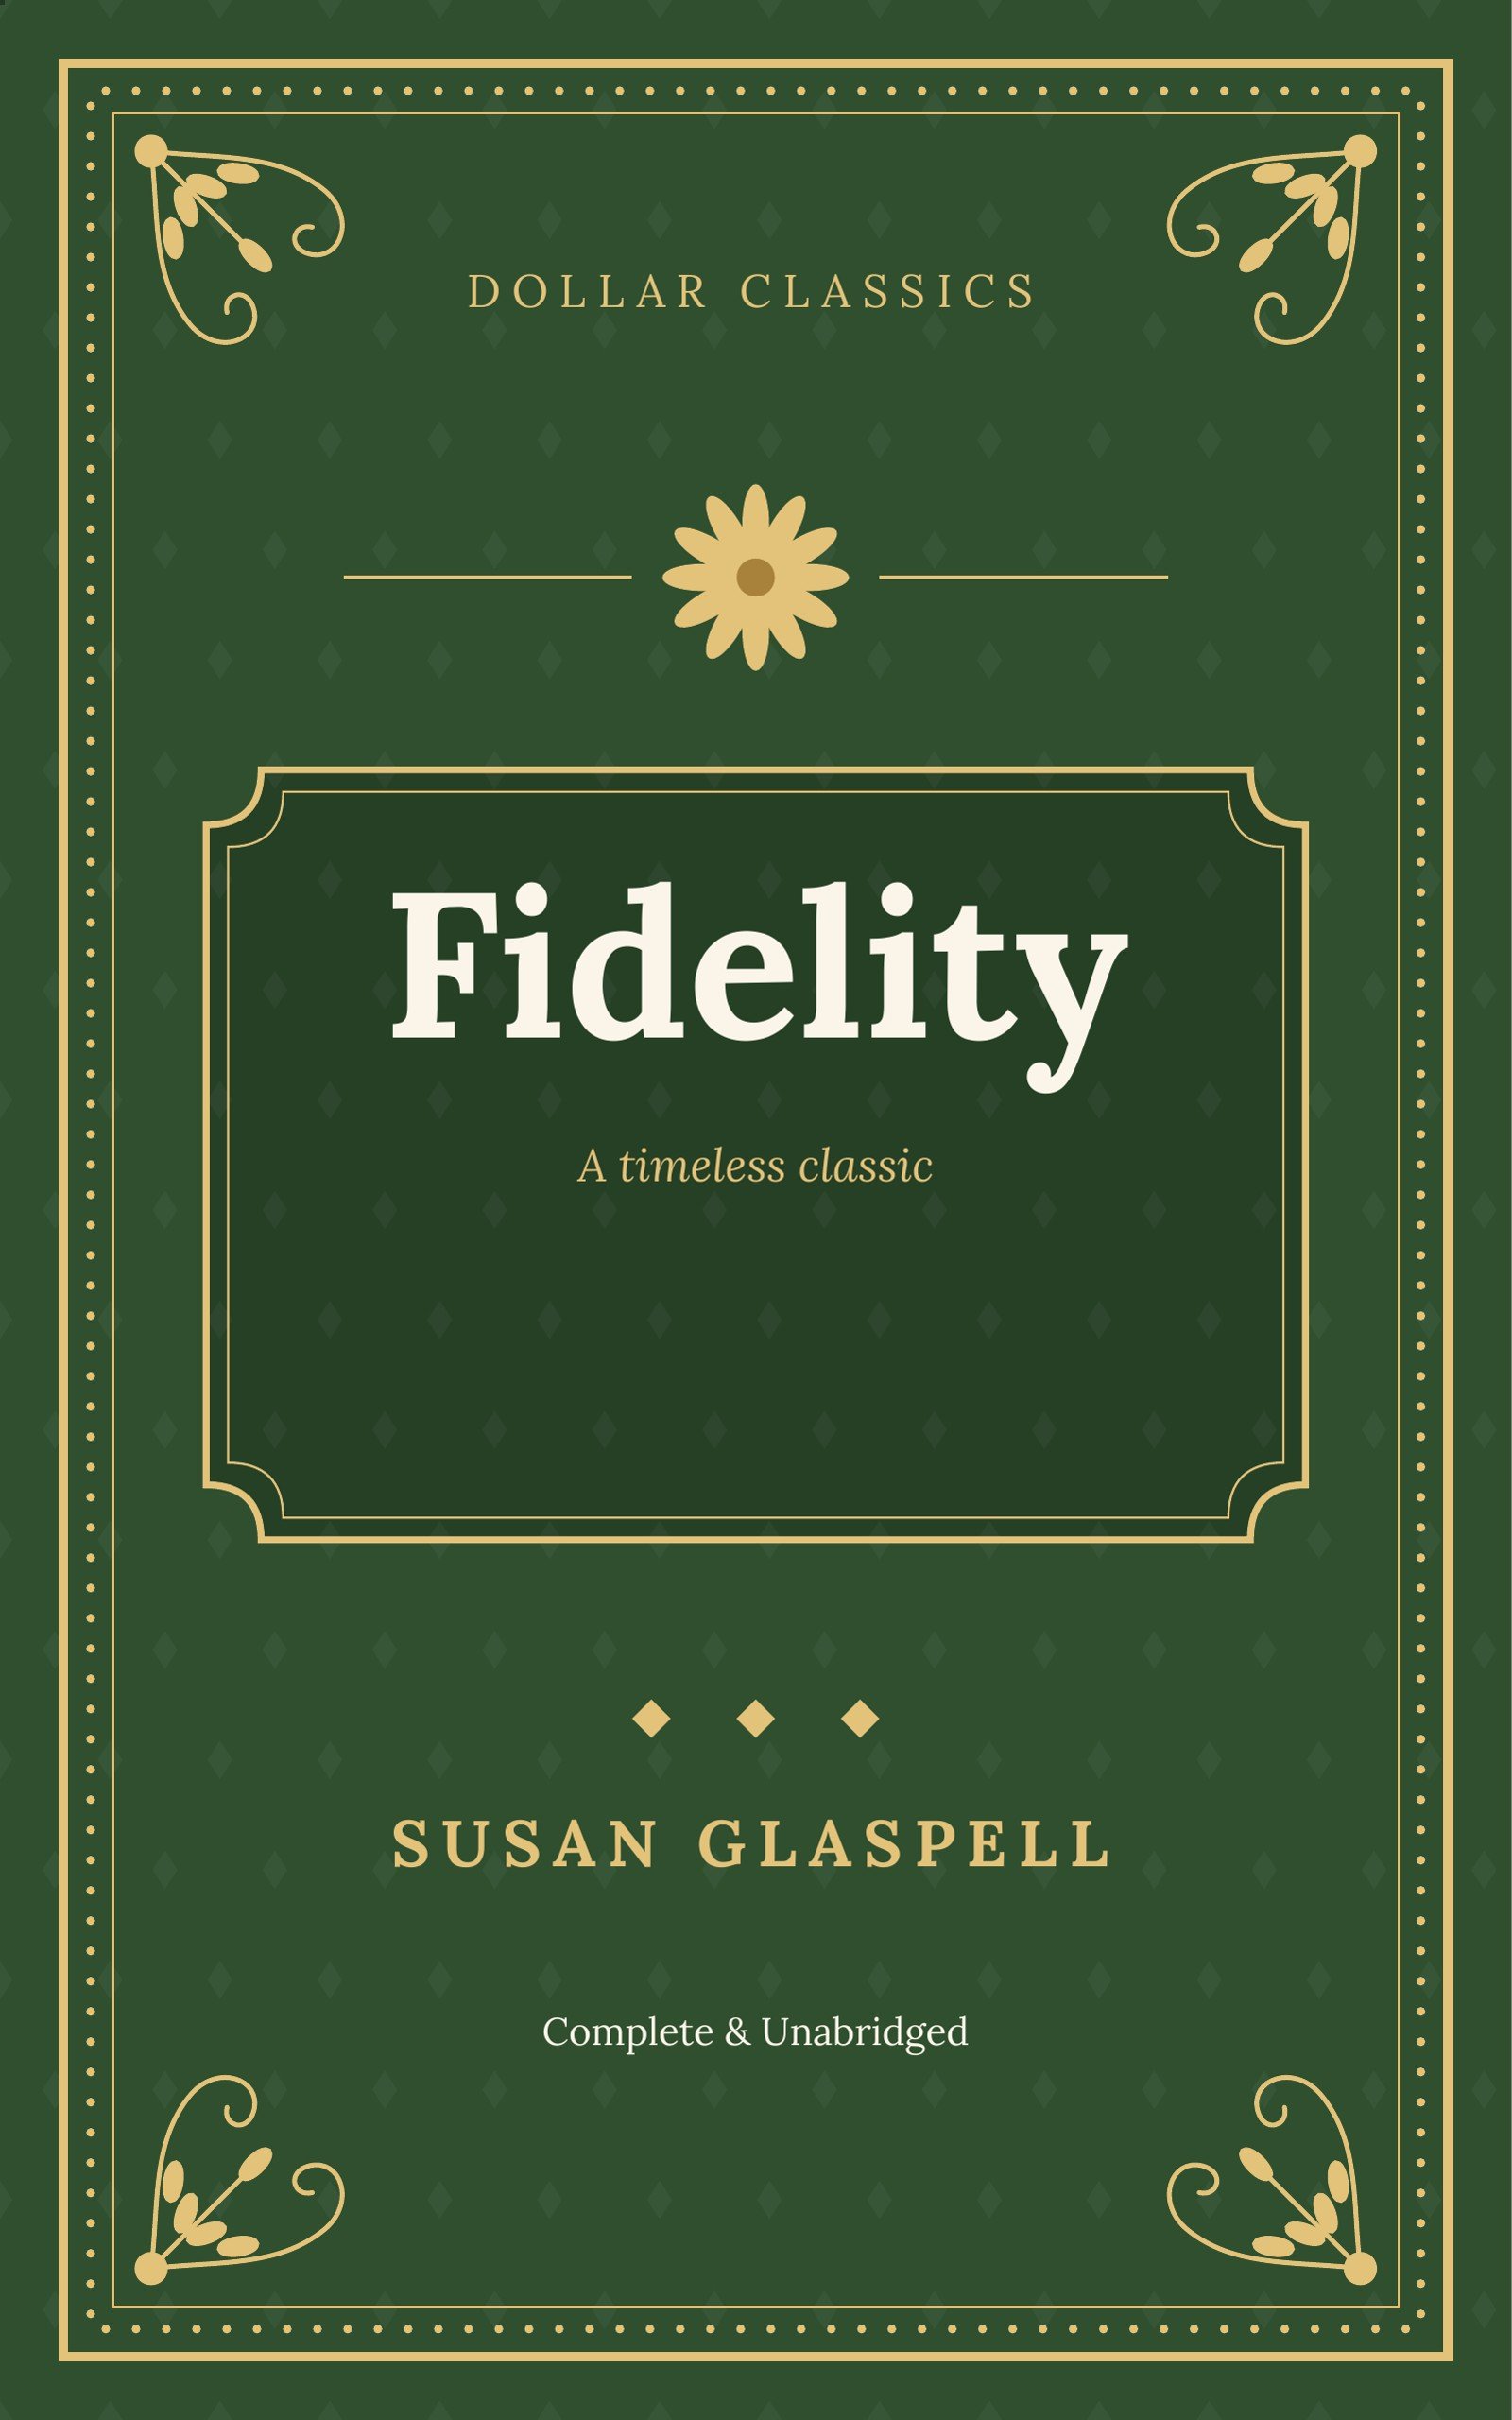 DOLLAR CLASSICS
Fidelity
A timeless classic
SUSAN GLASPELL
Complete & Unabridged